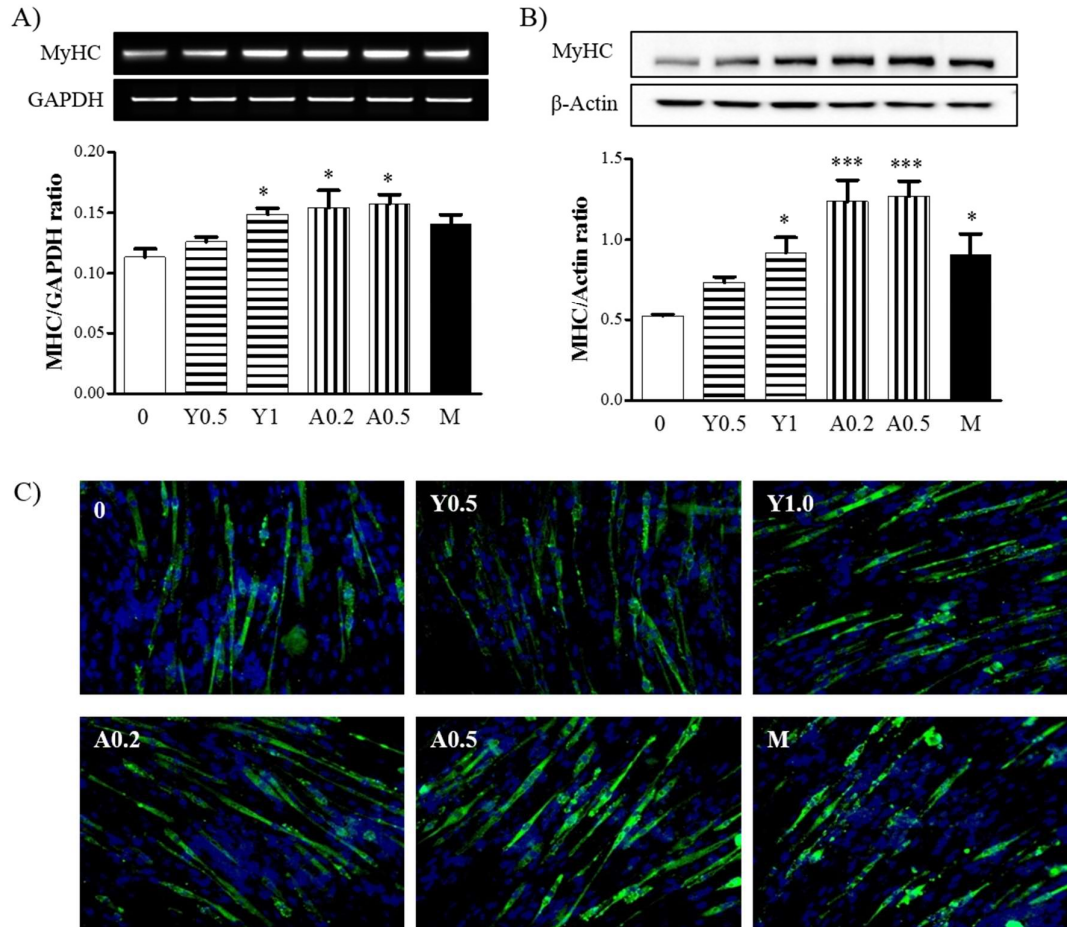 A)
MyHC
GAPDH
MHC/GAPDH ratio
0.20
0.15
0.10
0.05
0.00
* * *
0 Y0.5 Y1 A0.2 A0.5 M
B)
MyHC
β-Actin
MHC/Actin ratio
1.5
1.0
0.5
0.0
* *** *** *
0 Y0.5 Y1 A0.2 A0.5 M
C)
0 Y0.5 Y1.0
A0.2 A0.5 M